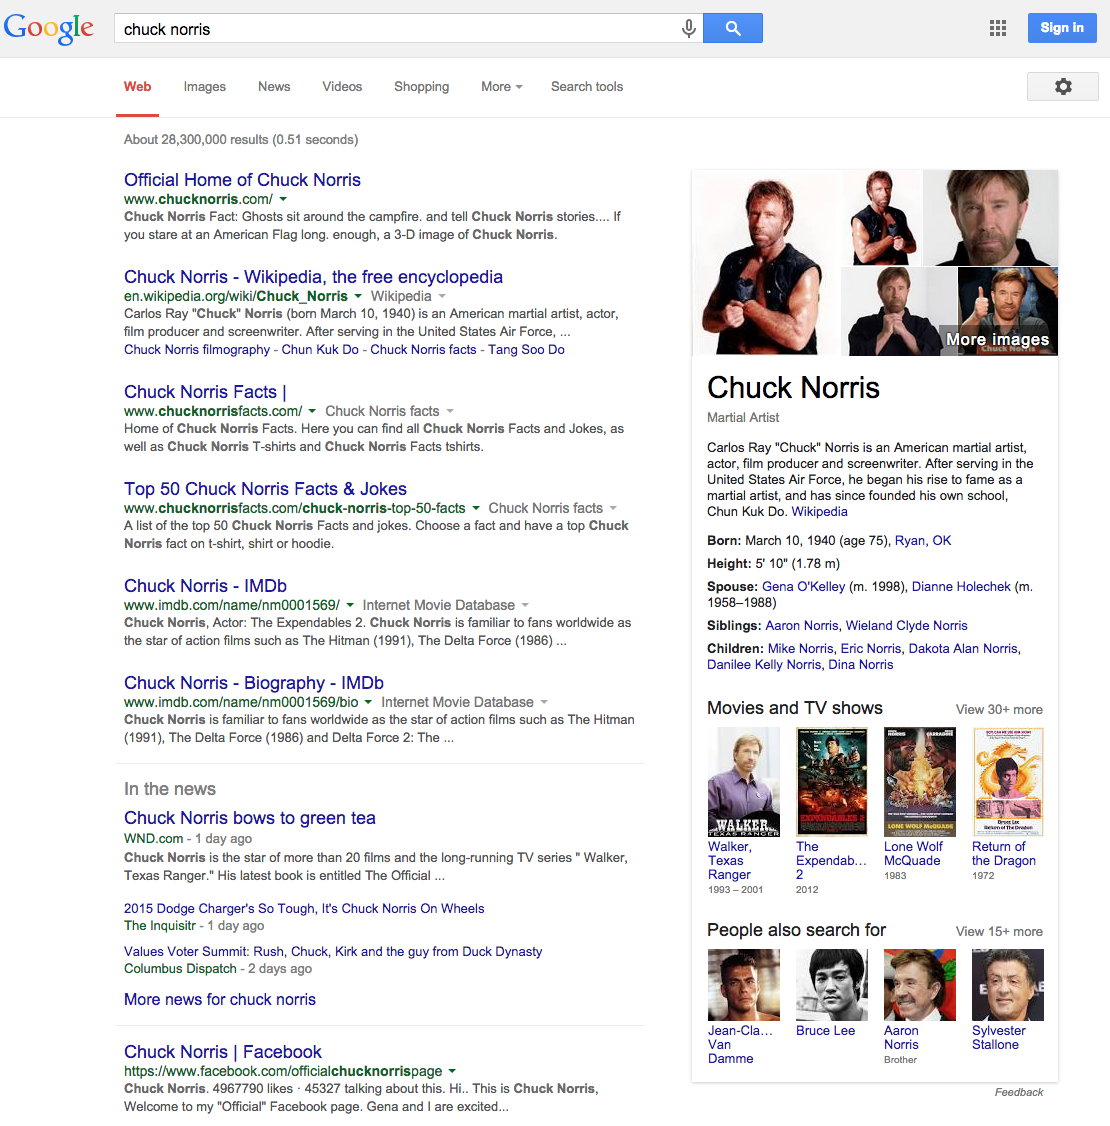 Google
chuck norris
Sign in
Web
Images
News
Videos
Shopping
More
Search tools
About 28,300,000 results (0.51 seconds)
Official Home of Chuck Norris
www.chucknorris.com/
Chuck Norris Fact: Ghosts sit around the campfire. and tell Chuck Norris stories.... If
you stare at an American Flag long. enough, a 3-D image of Chuck Norris.
Chuck Norris - Wikipedia, the free encyclopedia
en.wikipedia.org/wiki/Chuck_Norris Wikipedia
Carlos Ray "Chuck" Norris (born March 10, 1940) is an American martial artist, actor,
film producer and screenwriter. After serving in the United States Air Force, ...
Chuck Norris filmography - Chun Kuk Do - Chuck Norris facts - Tang Soo Do
Chuck Norris Facts |
www.chucknorrisfacts.com/ Chuck Norris facts
Home of Chuck Norris Facts. Here you can find all Chuck Norris Facts and Jokes, as
well as Chuck Norris T-shirts and Chuck Norris Facts tshirts.
Top 50 Chuck Norris Facts & Jokes
www.chucknorrisfacts.com/chuck-norris-top-50-facts Chuck Norris facts
A list of the top 50 Chuck Norris Facts and jokes. Choose a fact and have a top Chuck
Norris fact on t-shirt, shirt or hoodie.
Chuck Norris - IMDb
www.imdb.com/name/nm0001569/ Internet Movie Database
Chuck Norris, Actor: The Expendables 2. Chuck Norris is familiar to fans worldwide as
the star of action films such as The Hitman (1991), The Delta Force (1986) ...
Chuck Norris - Biography - IMDb
www.imdb.com/name/nm0001569/bio Internet Movie Database
Chuck Norris is familiar to fans worldwide as the star of action films such as The Hitman
(1991), The Delta Force (1986) and Delta Force 2: The ...
In the news
Chuck Norris bows to green tea
WND.com - 1 day ago
Chuck Norris is the star of more than 20 films and the long-running TV series " Walker,
Texas Ranger." His latest book is entitled The Official ...
2015 Dodge Charger's So Tough, It's Chuck Norris On Wheels
The Inquisitr - 1 day ago
Values Voter Summit: Rush, Chuck, Kirk and the guy from Duck Dynasty
Columbus Dispatch - 2 days ago
More news for chuck norris
Chuck Norris | Facebook
https://www.facebook.com/officialchucknorrispage
Chuck Norris. 4967790 likes · 45327 talking about this. Hi.. This is Chuck Norris,
Welcome to my "Official" Facebook page. Gena and I are excited...
More images
Chuck Norris
Martial Artist
Carlos Ray "Chuck" Norris is an American martial artist,
actor, film producer and screenwriter. After serving in the
United States Air Force, he began his rise to fame as a
martial artist, and has since founded his own school,
Chun Kuk Do. Wikipedia
Born: March 10, 1940 (age 75), Ryan, OK
Height: 5' 10" (1.78 m)
Spouse: Gena O'Kelley (m. 1998), Dianne Holechek (m.
1958–1988)
Siblings: Aaron Norris, Wieland Clyde Norris
Children: Mike Norris, Eric Norris, Dakota Alan Norris,
Danilee Kelly Norris, Dina Norris
Movies and TV shows
View 30+ more
WALKER,
TEXAS RANGER
EXPENDABLES 2
LONE WOLF McQUADE
Bruce Lee
Return of the Dragon
Walker,
Texas
Ranger
1993 – 2001
The
Expendab...
2
2012
Lone Wolf
McQuade
1983
Return of
the Dragon
1972
People also search for
View 15+ more
Jean-Cla...
Van
Damme
Bruce Lee
Aaron
Norris
Brother
Sylvester
Stallone
Feedback